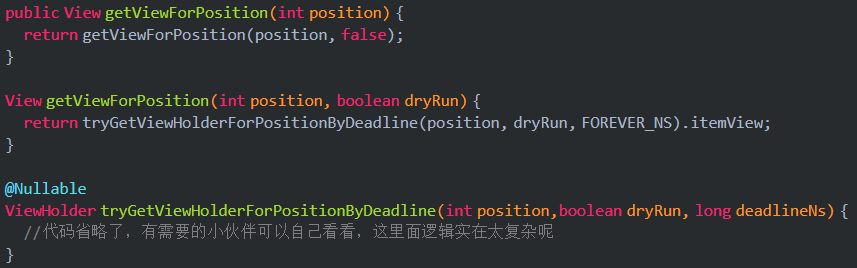 public View getViewForPosition(int position) {
  return getViewForPosition(position, false);
}

View getViewForPosition(int position, boolean dryRun) {
  return tryGetViewHolderForPositionByDeadline(position, dryRun, FOREVER_NS).itemView;
}

@Nullable
ViewHolder tryGetViewHolderForPositionByDeadline(int position,boolean dryRun, long deadlineNs) {
  //代码省略了，有需要的小伙伴可以自己看看，这里面逻辑实在太复杂呢
}